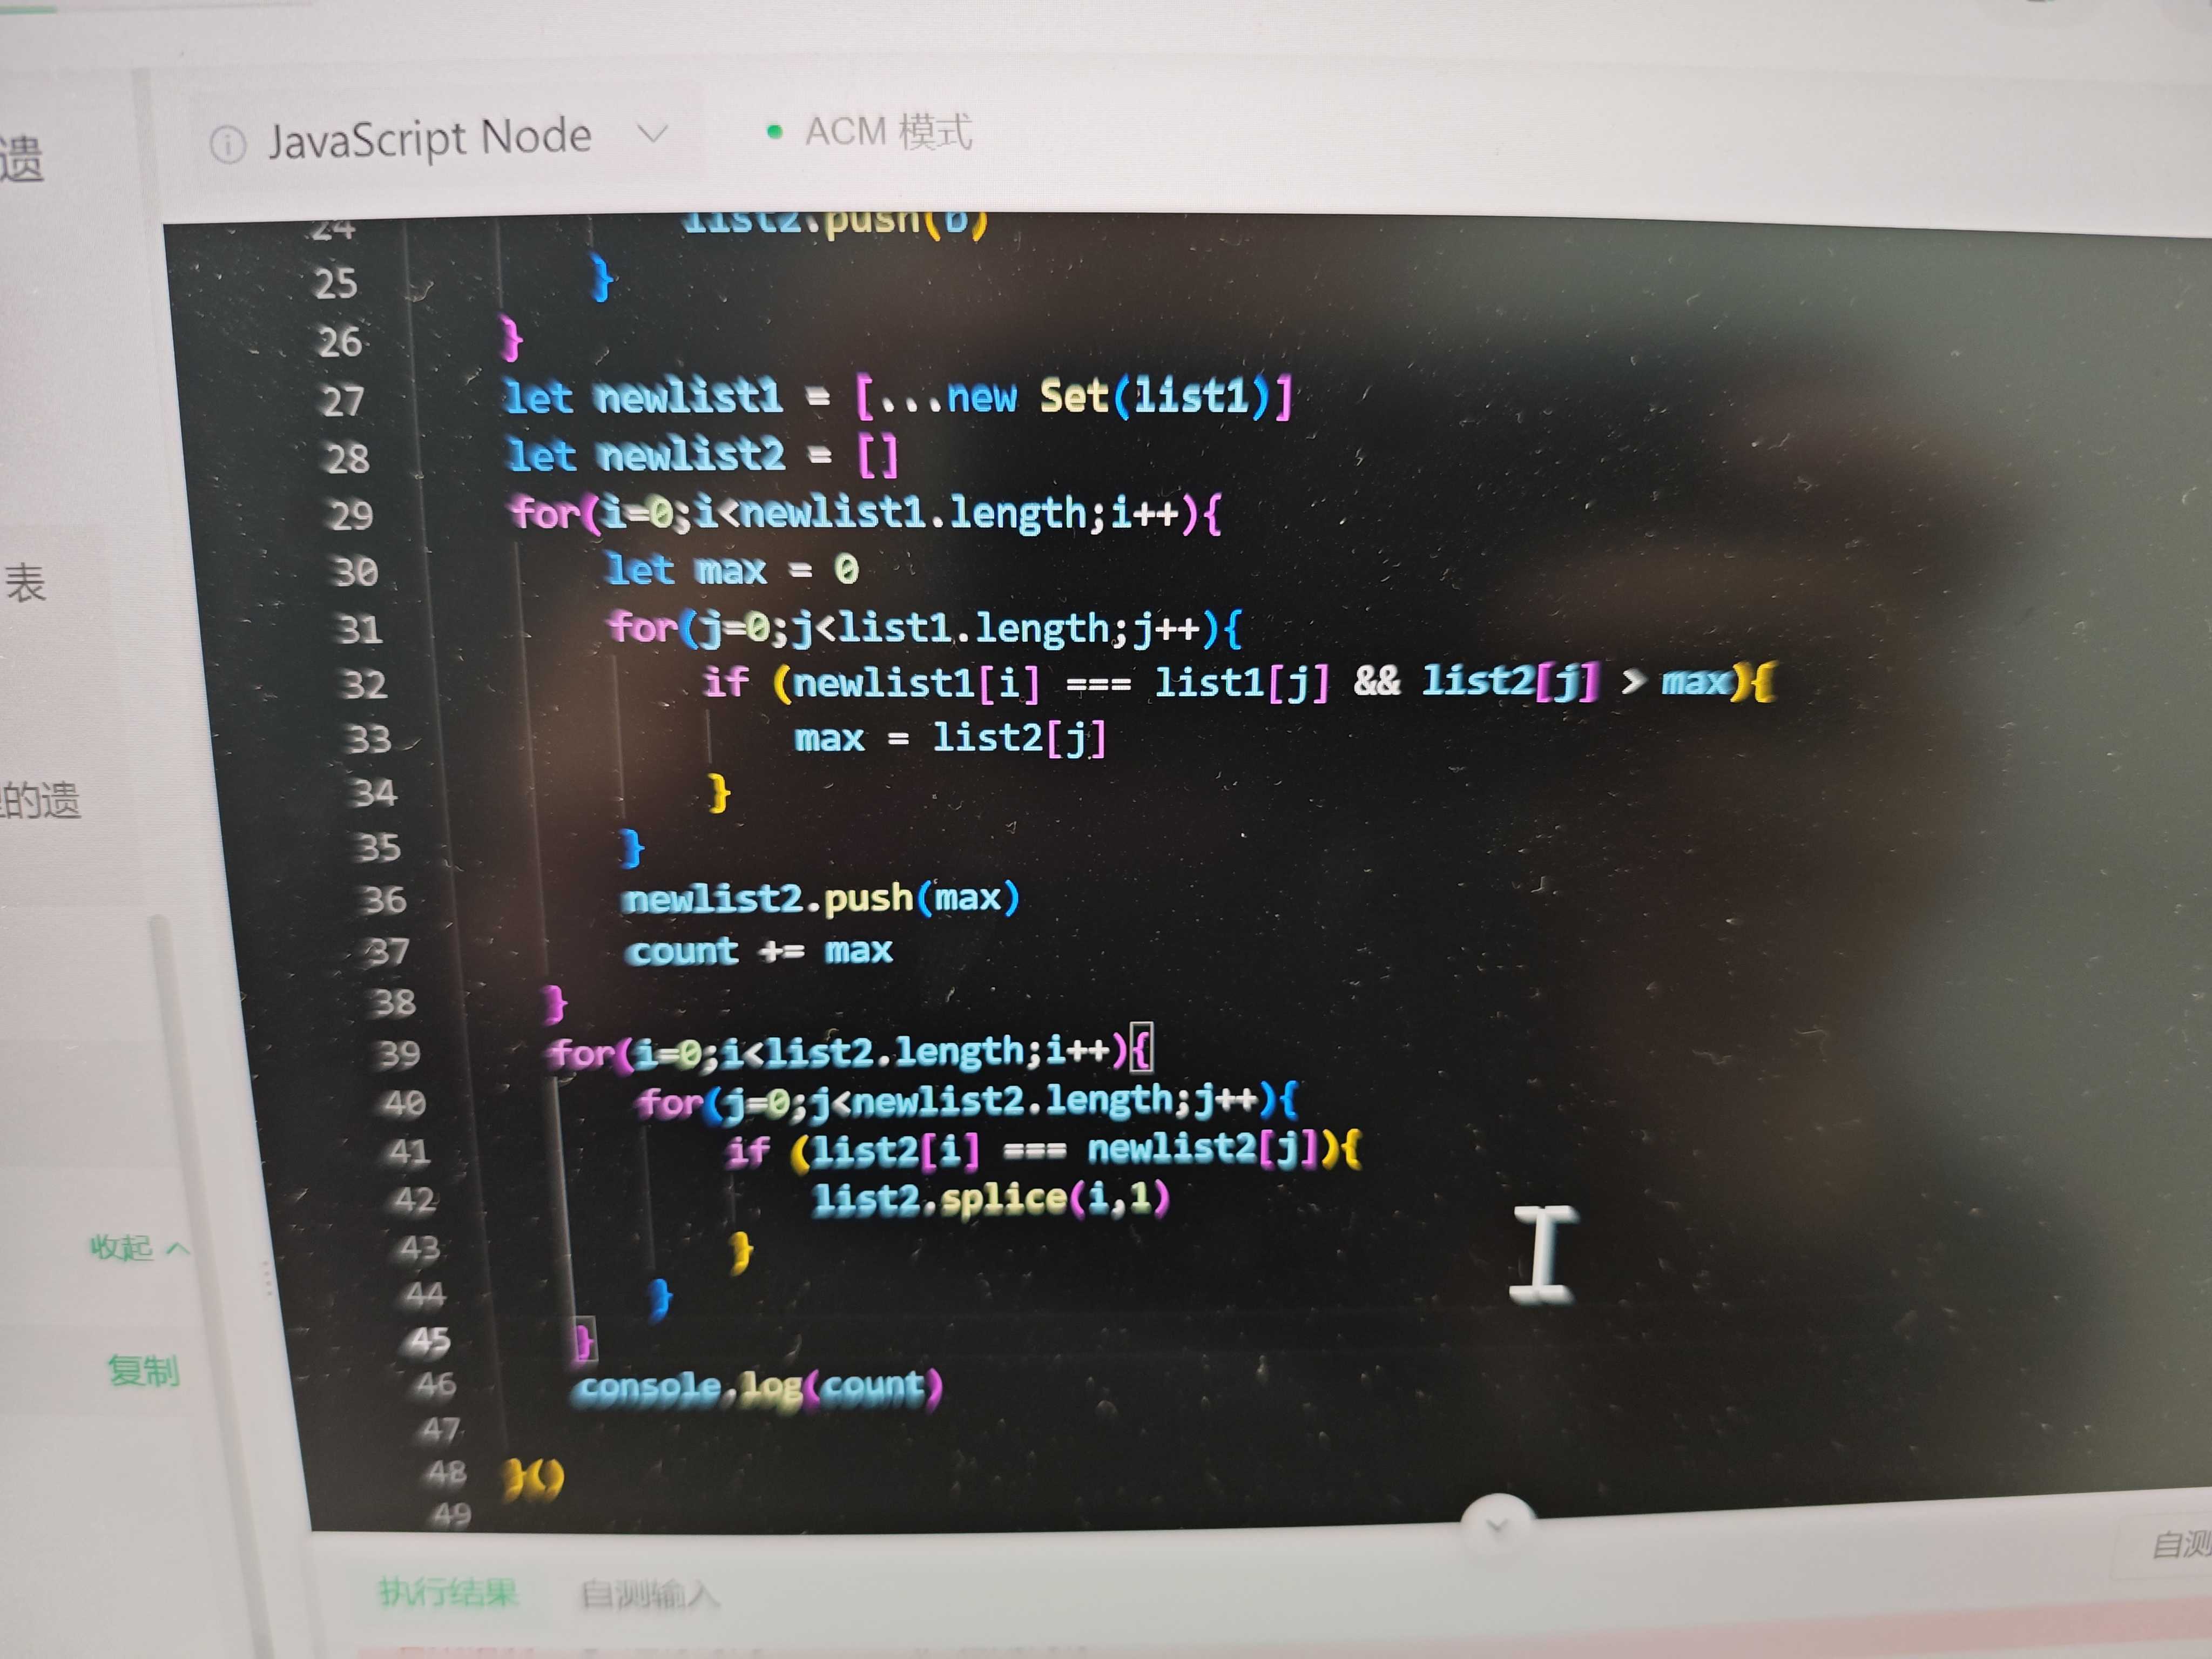 JavaScript Node
ACM 模式
遗
表
的遗
收起
复制
24 list2.push(b)
25 }
26 }
27 let newlist1 = [...new Set(list1)]
28 let newlist2 = []
29 for(i=0;i<newlist1.length;i++){
30 let max = 0
31 for(j=0;j<list1.length;j++){
32 if (newlist1[i] === list1[j] && list2[j] > max){
33 max = list2[j]
34 }
35 }
36 newlist2.push(max)
37 count += max
38 }
39 for(i=0;i<list2.length;i++){
40 for(j=0;j<newlist2.length;j++){
41 if (list2[i] === newlist2[j]){
42 list2.splice(i,1)
43 }
44 }
45 }
46 console.log(count)
47
48 }()
49
自测
执行结果 自测输入